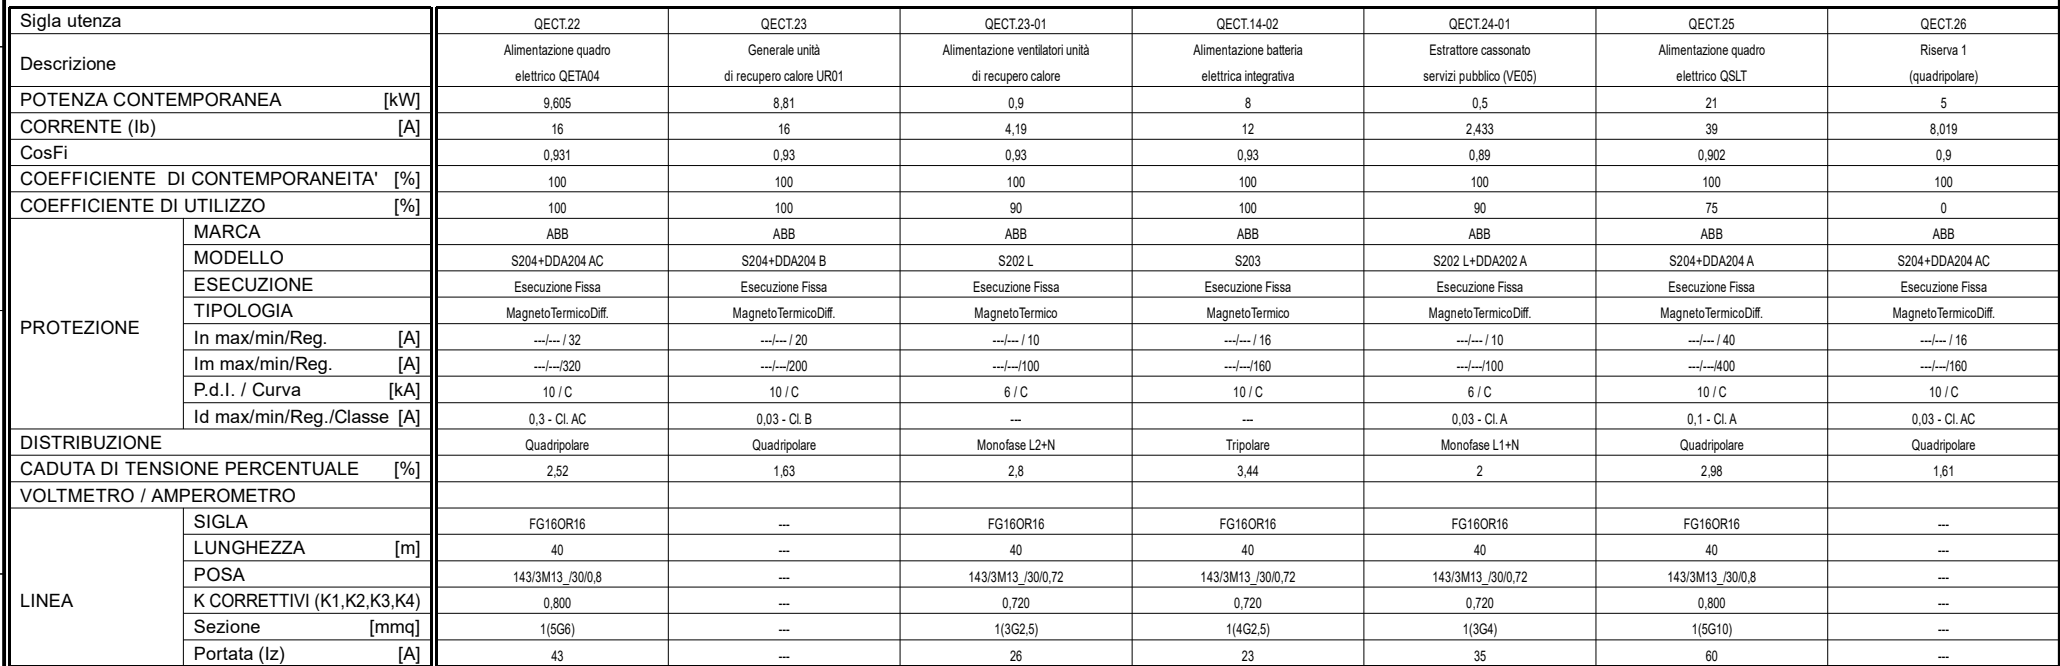 Sigla utenza QECT.22 QECT.23 QECT.23-01 QECT.14-02 QECT.24-01 QECT.25 QECT.26
Descrizione Alimentazione quadro Generale unità Alimentazione ventilatori unità Alimentazione batteria Estrattore cassonato Alimentazione quadro Riserva 1
elettrico QETA04 di recupero calore UR01 di recupero calore elettrica integrativa servizi pubblico (VE05) elettrico QSLT (quadripolare)
POTENZA CONTEMPORANEA [kW] 9,605 8,81 0,9 8 0,5 21 5
CORRENTE (Ib) [A] 16 16 4,19 12 2,433 39 8,019
CosFi 0,931 0,93 0,93 0,93 0,89 0,902 0,9
COEFFICIENTE DI CONTEMPORANEITA' [%] 100 100 100 100 100 100 100
COEFFICIENTE DI UTILIZZO [%] 100 100 90 100 90 75 0
PROTEZIONE
MARCA ABB ABB ABB ABB ABB ABB ABB
MODELLO S204+DDA204 AC S204+DDA204 B S202 L S203 S202 L+DDA202 A S204+DDA204 A S204+DDA204 AC
ESECUZIONE Esecuzione Fissa Esecuzione Fissa Esecuzione Fissa Esecuzione Fissa Esecuzione Fissa Esecuzione Fissa Esecuzione Fissa
TIPOLOGIA MagnetoTermicoDiff. MagnetoTermicoDiff. MagnetoTermico MagnetoTermico MagnetoTermicoDiff. MagnetoTermicoDiff. MagnetoTermicoDiff.
In max/min/Reg. [A] ---/--- / 32 ---/--- / 20 ---/--- / 10 ---/--- / 16 ---/--- / 10 ---/--- / 40 ---/--- / 16
Im max/min/Reg. [A] ---/---/320 ---/---/200 ---/---/100 ---/---/160 ---/---/100 ---/---/400 ---/---/160
P.d.I. / Curva [kA] 10 / C 10 / C 6 / C 10 / C 6 / C 10 / C 10 / C
Id max/min/Reg./Classe [A] 0,3 - Cl. AC 0,03 - Cl. B --- --- 0,03 - Cl. A 0,1 - Cl. A 0,03 - Cl. AC
DISTRIBUZIONE Quadripolare Quadripolare Monofase L2+N Tripolare Monofase L1+N Quadripolare Quadripolare
CADUTA DI TENSIONE PERCENTUALE [%] 2,52 1,63 2,8 3,44 2 2,98 1,61
VOLTMETRO / AMPEROMETRO
LINEA
SIGLA FG16OR16 --- FG16OR16 FG16OR16 FG16OR16 FG16OR16 ---
LUNGHEZZA [m] 40 --- 40 40 40 40 ---
POSA 143/3M13_/30/0,8 --- 143/3M13_/30/0,72 143/3M13_/30/0,72 143/3M13_/30/0,72 143/3M13_/30/0,8 ---
K CORRETTIVI (K1,K2,K3,K4) 0,800 --- 0,720 0,720 0,720 0,800 ---
Sezione [mmq] 1(5G6) --- 1(3G2,5) 1(4G2,5) 1(3G4) 1(5G10) ---
Portata (Iz) [A] 43 --- 26 23 35 60 ---